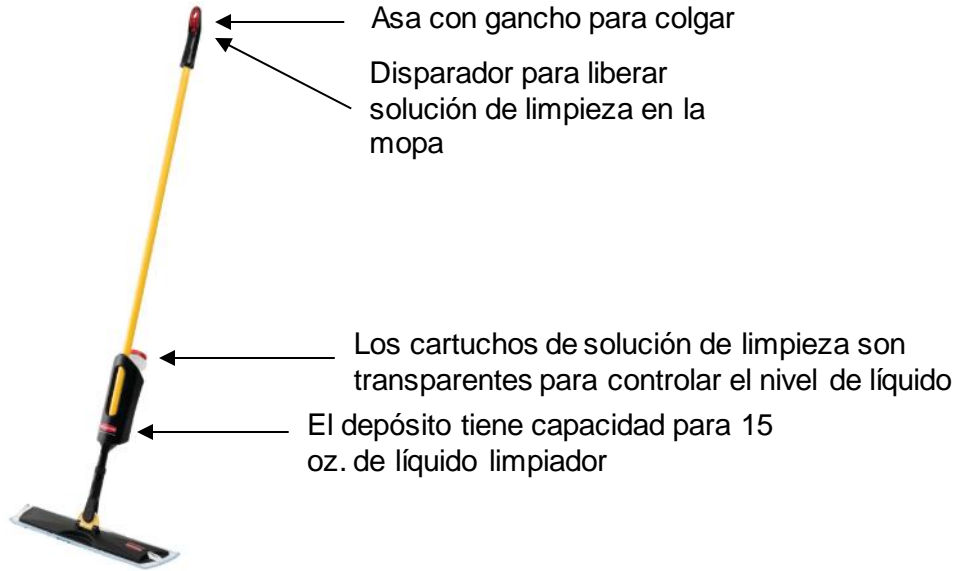 Asa con gancho para colgar
Disparador para liberar
solución de limpieza en la
mopa
Los cartuchos de solución de limpieza son
transparentes para controlar el nivel de líquido
El depósito tiene capacidad para 15
oz. de líquido limpiador